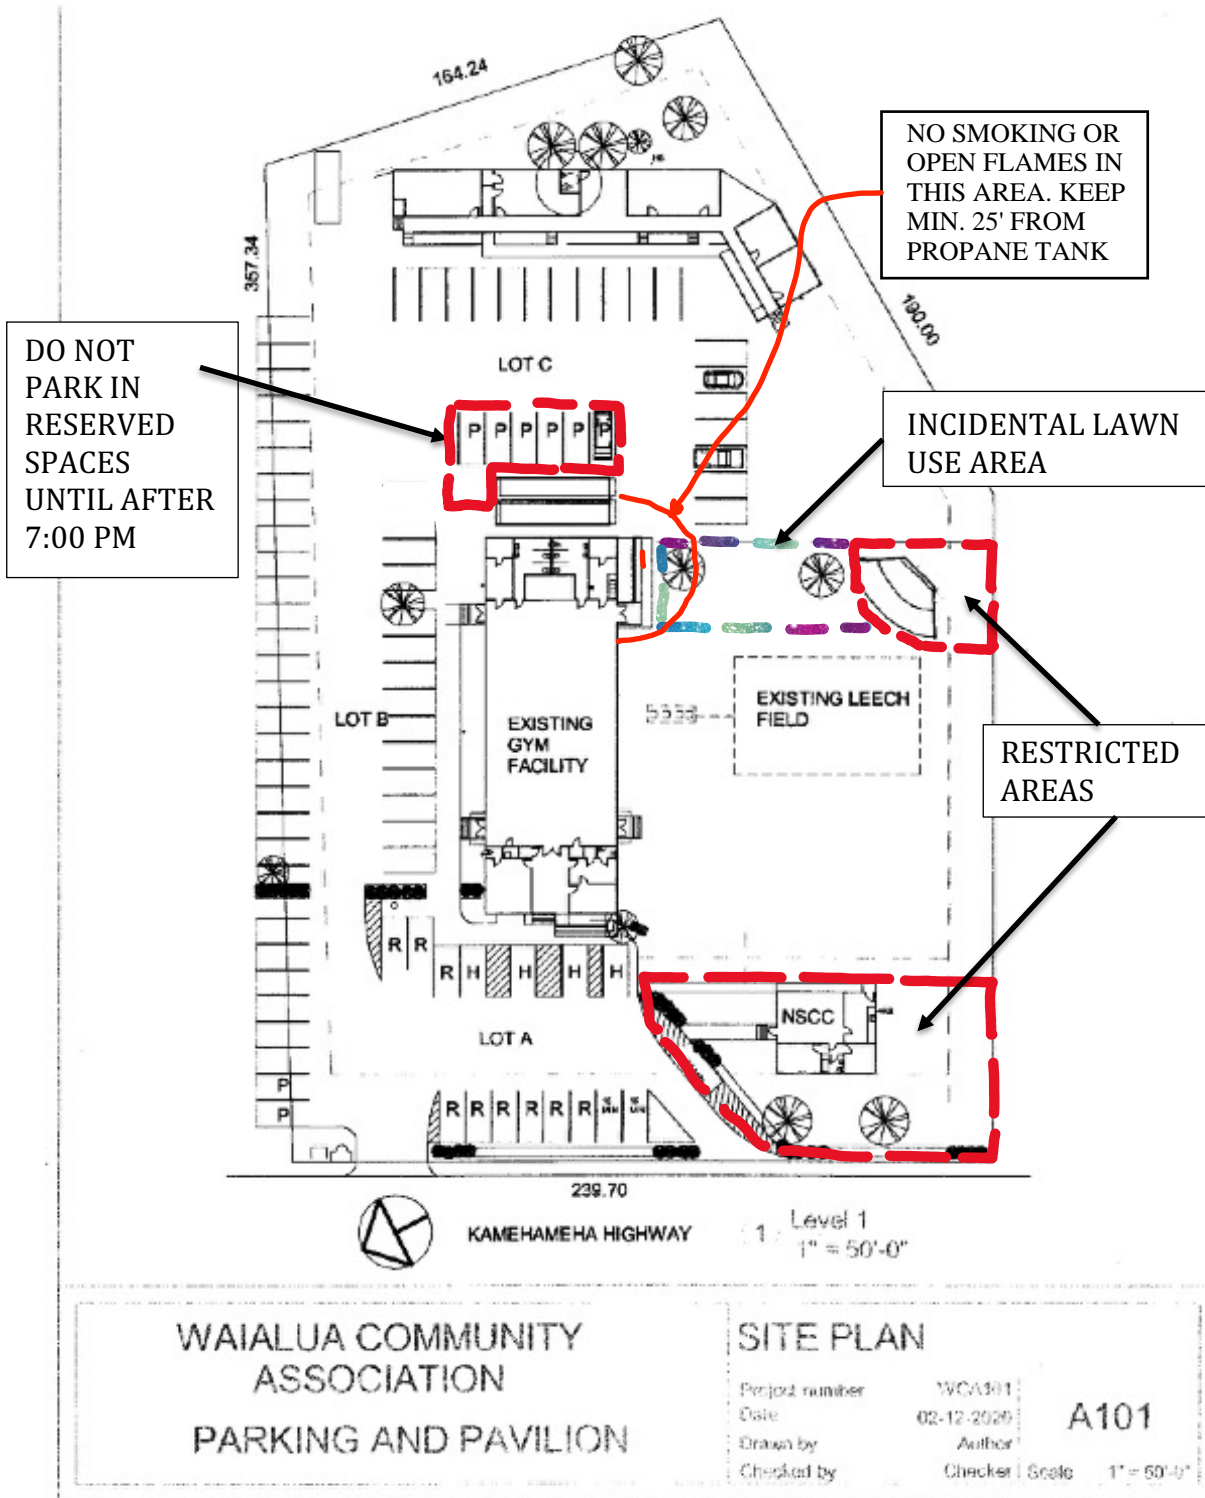 164.24
NO SMOKING OR
OPEN FLAMES IN
THIS AREA. KEEP
MIN. 25' FROM
PROPANE TANK
357.34
190.00
DO NOT
PARK IN
RESERVED
SPACES
UNTIL AFTER
7:00 PM
LOT C
P P P P P P
INCIDENTAL LAWN
USE AREA
LOT B
EXISTING
GYM
FACILITY
EXISTING LEECH
FIELD
RESTRICTED
AREAS
R R
R H H H H
NSCC
LOT A
P
P
R R R R R R
239.70
KAMEHAMEHA HIGHWAY
1 Level 1
1" = 50'-0"
WAIALUA COMMUNITY
ASSOCIATION
PARKING AND PAVILION
SITE PLAN
Project number WCA101
Date 02-12-2020
Drawn by Author
Checked by Checker
A101
Scale 1" = 50'-0"